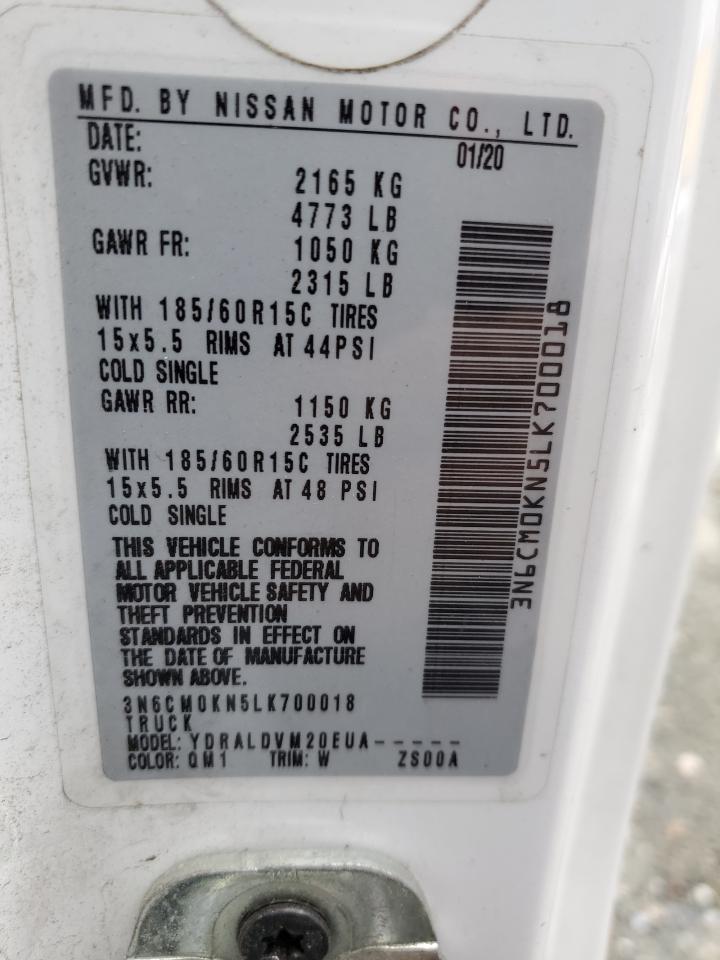 MFD. BY NISSAN MOTOR CO., LTD.
DATE: 01/20
GVWR: 2165 KG
4773 LB
GAWR FR: 1050 KG
2315 LB
WITH 185/60R15C TIRES
15x5.5 RIMS AT 44PSI
COLD SINGLE
GAWR RR: 1150 KG
2535 LB
WITH 185/60R15C TIRES
15x5.5 RIMS AT 48 PSI
COLD SINGLE
THIS VEHICLE CONFORMS TO
ALL APPLICABLE FEDERAL
MOTOR VEHICLE SAFETY AND
THEFT PREVENTION
STANDARDS IN EFFECT ON
THE DATE OF MANUFACTURE
SHOWN ABOVE.
3N6CM0KN5LK700018
TRUCK
MODEL: YDRALDVM20EUA-----
COLOR: QM1 TRIM: W ZS00A
3N6CM0KN5LK700018